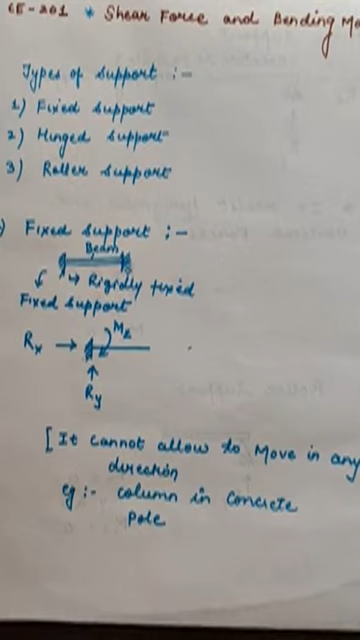 CE-201 * Shear Force and Bending Mo
Types of support :-
1) Fixed support
2) Hinged support
3) Roller support
) Fixed support :-
Beam
Rigidly fixed
Fixed support
Rx → Mz
↑
Ry
[It cannot allow to Move in any
direction
eg:- column in concrete
pole